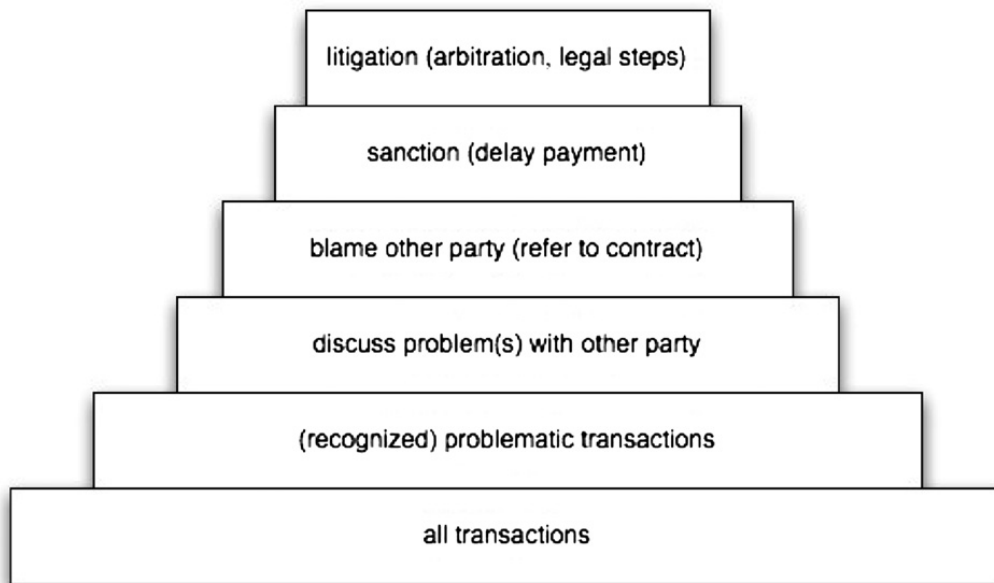 litigation (arbitration, legal steps)
sanction (delay payment)
blame other party (refer to contract)
discuss problem(s) with other party
(recognized) problematic transactions
all transactions